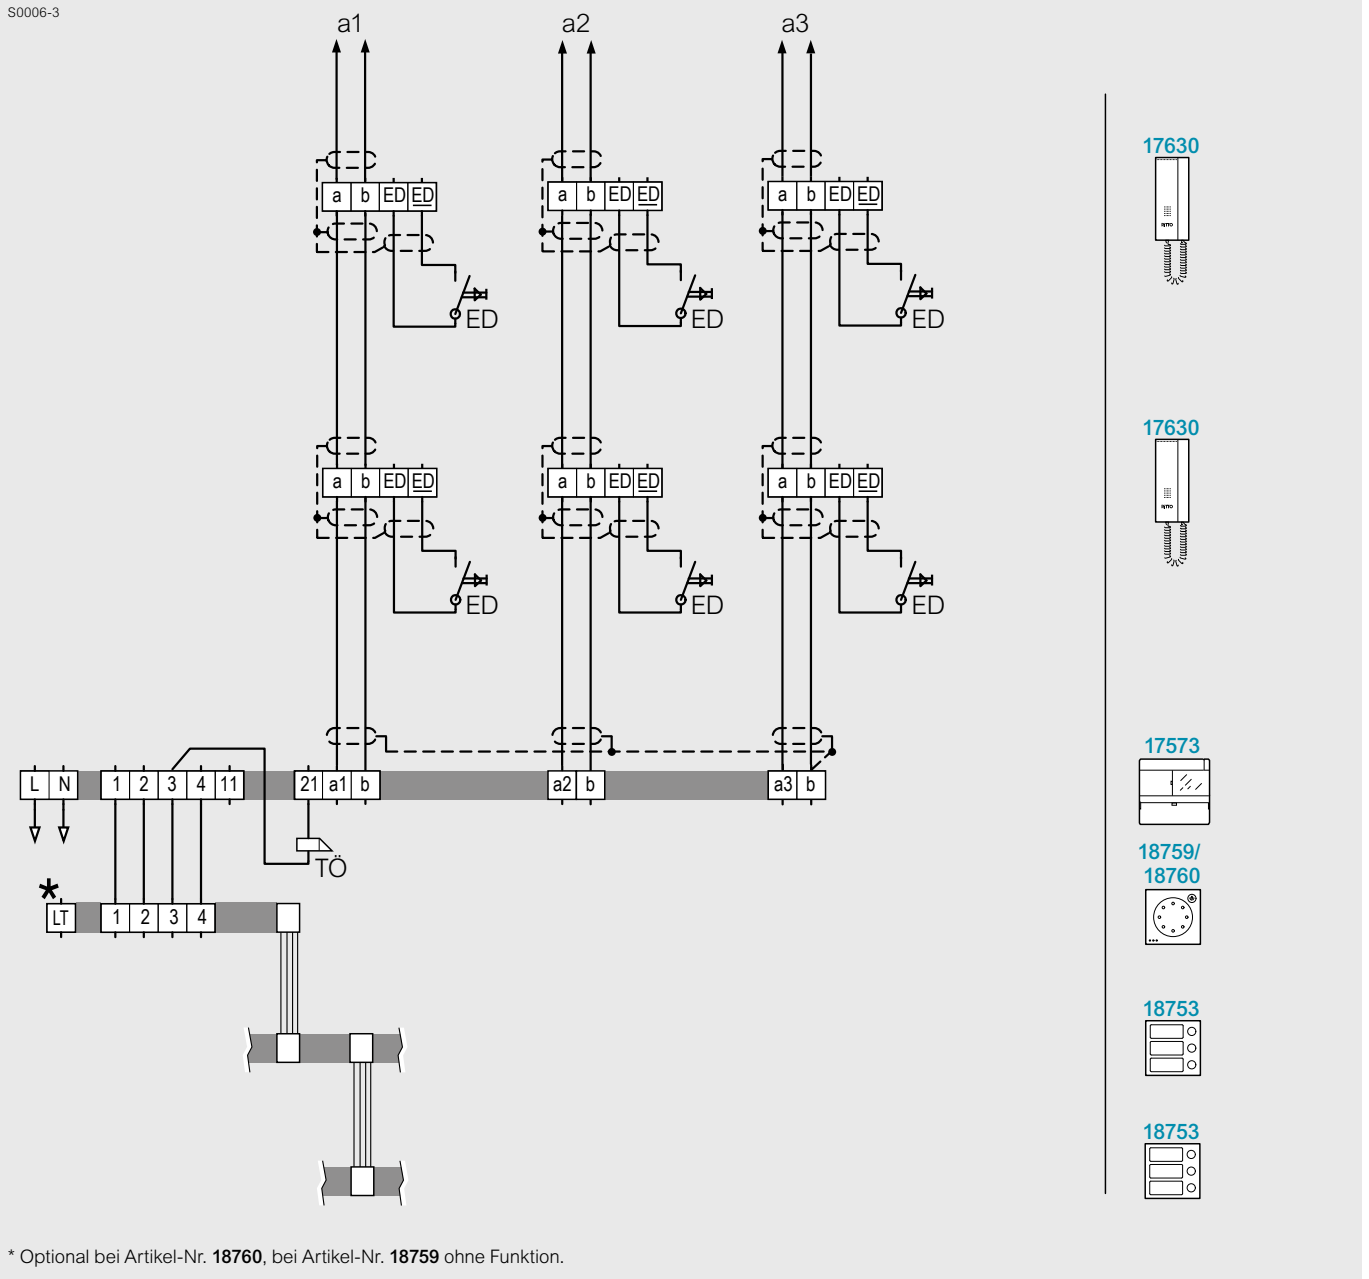 S0006-3
a1 a2 a3
17630
RITTO
a b ED ED a b ED ED a b ED ED
ED ED ED
17630
RITTO
a b ED ED a b ED ED a b ED ED
ED ED ED
17573
L N 1 2 3 4 11 21 a1 b a2 b a3 b
TÖ
18759/
18760
*
LT 1 2 3 4
18753
18753
* Optional bei Artikel-Nr. 18760, bei Artikel-Nr. 18759 ohne Funktion.